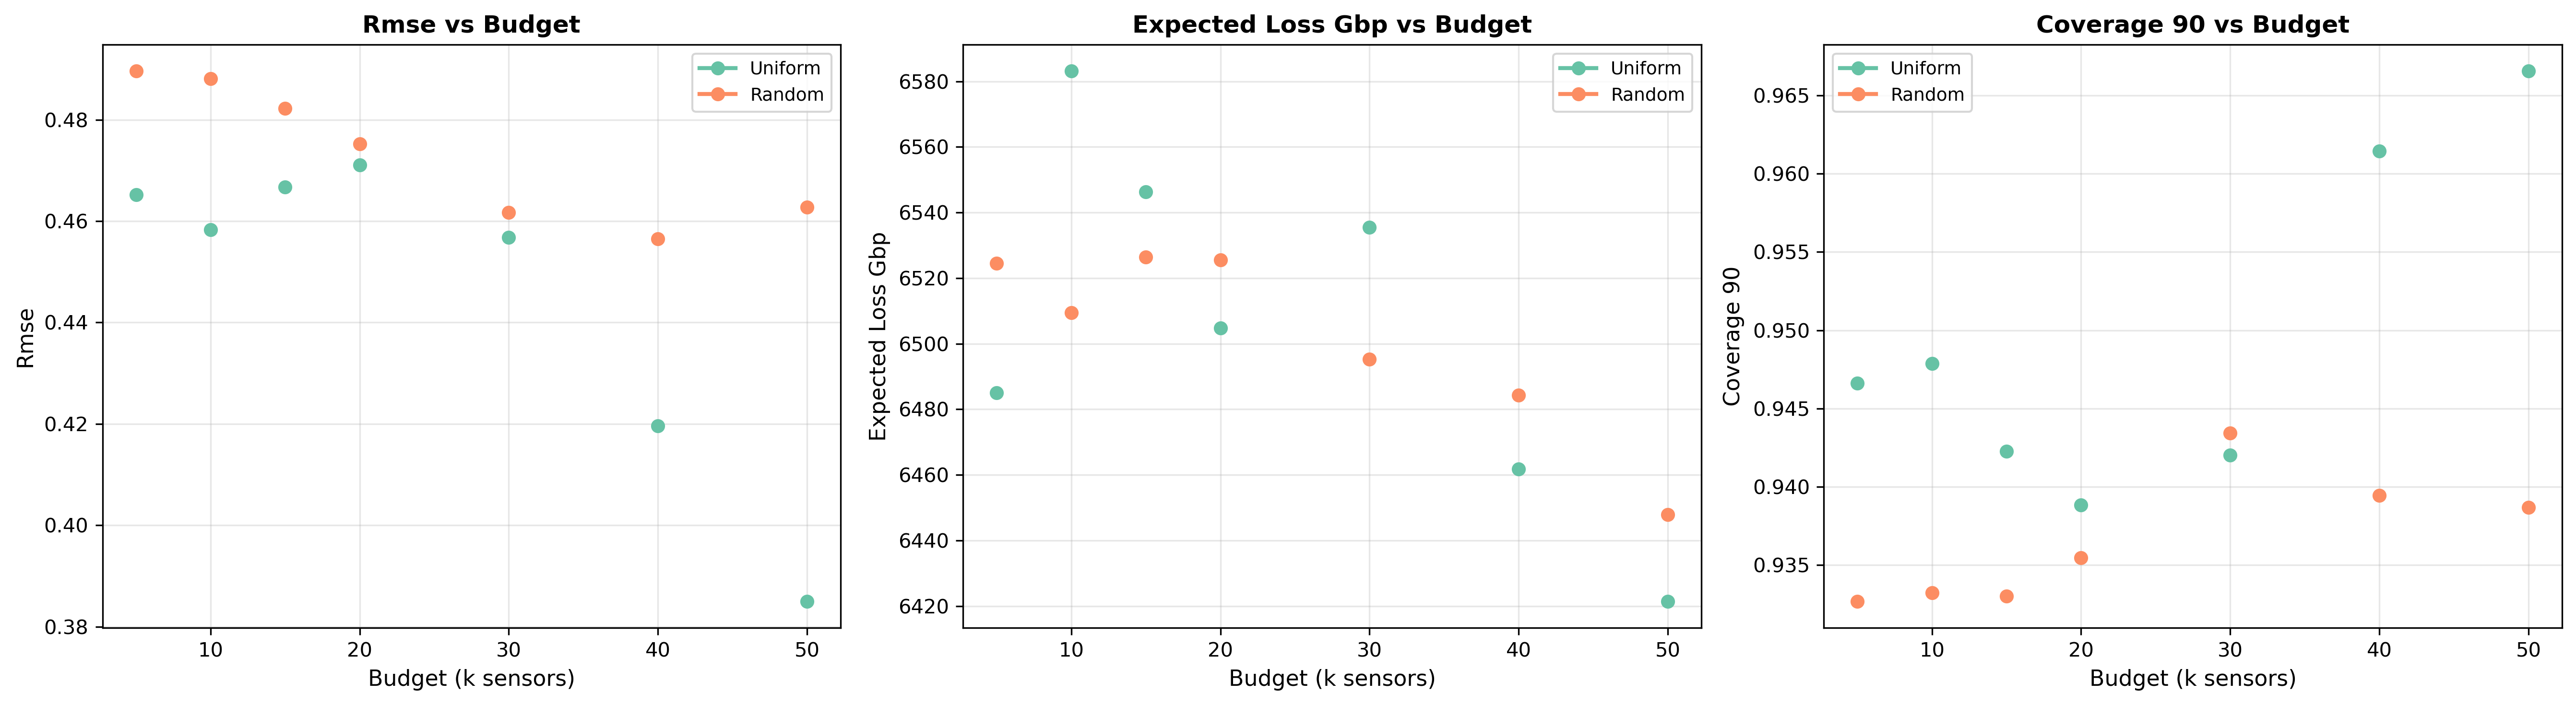 Rmse vs Budget
Uniform
Random
0.48
0.46
0.44
0.42
0.40
0.38
Rmse
10 20 30 40 50
Budget (k sensors)
Expected Loss Gbp vs Budget
Uniform
Random
6580
6560
6540
6520
6500
6480
6460
6440
6420
Expected Loss Gbp
10 20 30 40 50
Budget (k sensors)
Coverage 90 vs Budget
Uniform
Random
0.965
0.960
0.955
0.950
0.945
0.940
0.935
Coverage 90
10 20 30 40 50
Budget (k sensors)